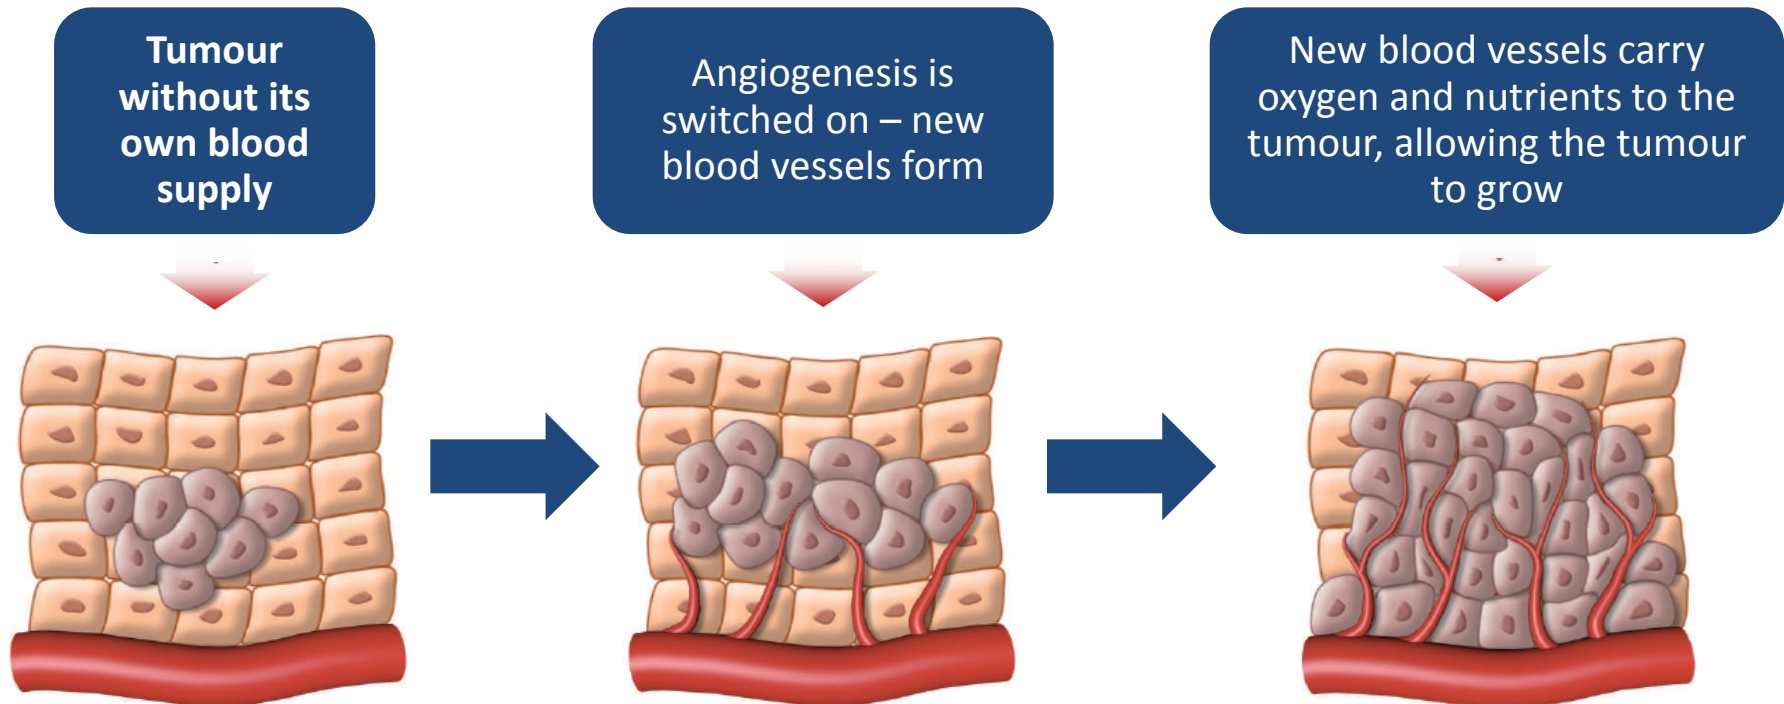 Tumour
without its
own blood
supply
Angiogenesis is
switched on – new
blood vessels form
New blood vessels carry
oxygen and nutrients to the
tumour, allowing the tumour
to grow